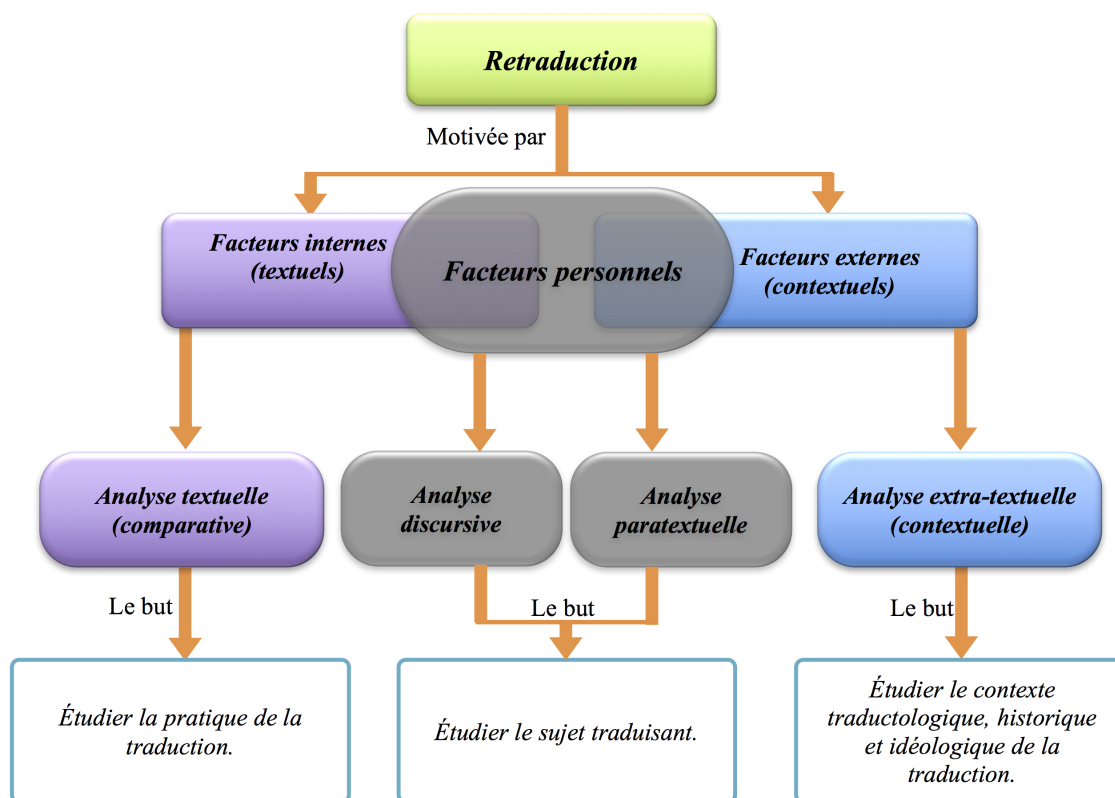 Retraduction
Motivée par
Facteurs internes
(textuels)
Facteurs personnels
Facteurs externes
(contextuels)
Analyse textuelle
(comparative)
Analyse
discursive
Analyse
paratextuelle
Analyse extra-textuelle
(contextuelle)
Le but
Le but
Le but
Étudier la pratique de la
traduction.
Étudier le sujet traduisant.
Étudier le contexte
traductologique, historique
et idéologique de la
traduction.